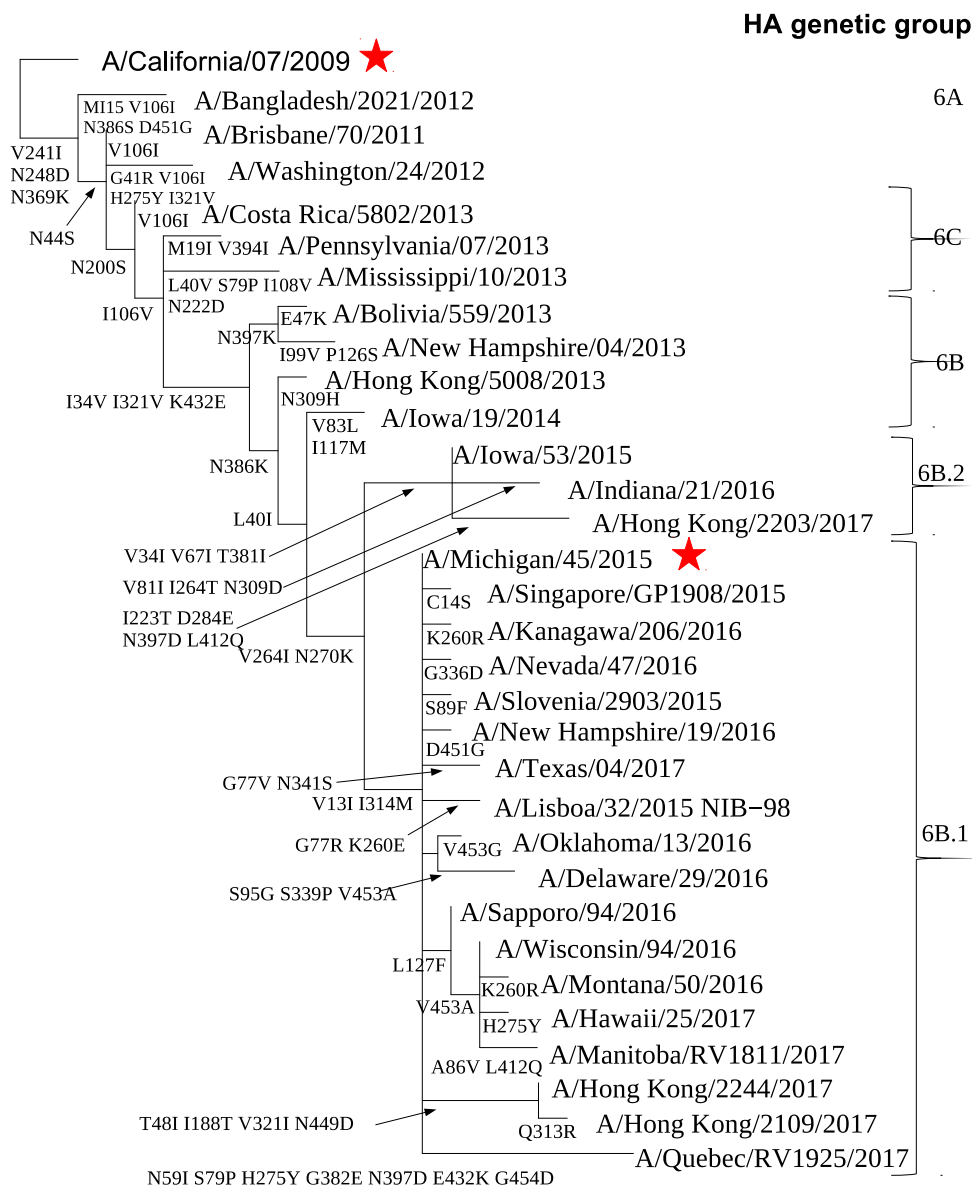 HA genetic group
A/California/07/2009
6A
MI15 V106I
A/Bangladesh/2021/2012
N386S D451G
A/Brisbane/70/2011
V241I
V106I
N248D
G41R V106I
A/Washington/24/2012
N369K
H275Y I321V
N44S
V106I
A/Costa Rica/5802/2013
6C
N200S
M19I V394I
A/Pennsylvania/07/2013
L40V S79P I108V
A/Mississippi/10/2013
I106V
N222D
E47K
A/Bolivia/559/2013
N397K
I99V P126S
A/New Hampshire/04/2013
6B
A/Hong Kong/5008/2013
I34V I321V K432E
N309H
A/Iowa/19/2014
V83L
I117M
N386K
A/Iowa/53/2015
6B.2
A/Indiana/21/2016
L40I
A/Hong Kong/2203/2017
V34I V67I T381I
A/Michigan/45/2015
V81I I264T N309D
C14S
A/Singapore/GP1908/2015
I223T D284E
N397D L412Q
K260R
A/Kanagawa/206/2016
V264I N270K
G336D
A/Nevada/47/2016
S89F
A/Slovenia/2903/2015
A/New Hampshire/19/2016
D451G
G77V N341S
A/Texas/04/2017
V13I I314M
A/Lisboa/32/2015 NIB−98
6B.1
G77R K260E
V453G
A/Oklahoma/13/2016
S95G S339P V453A
A/Delaware/29/2016
A/Sapporo/94/2016
L127F
A/Wisconsin/94/2016
K260R
A/Montana/50/2016
V453A
H275Y
A/Hawaii/25/2017
A/Manitoba/RV1811/2017
A86V L412Q
A/Hong Kong/2244/2017
T48I I188T V321I N449D
Q313R
A/Hong Kong/2109/2017
A/Quebec/RV1925/2017
N59I S79P H275Y G382E N397D E432K G454D